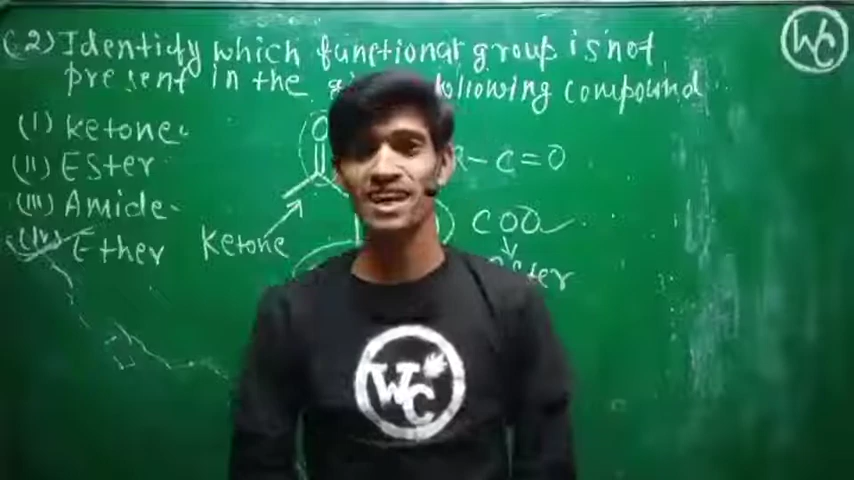 Q.2) Identify which functional group is not
present in the following compound
(i) Ketone
(ii) Ester
(iii) Amide
(iv) Ether
O
R-C=O
Ketone
COO
WC
WC